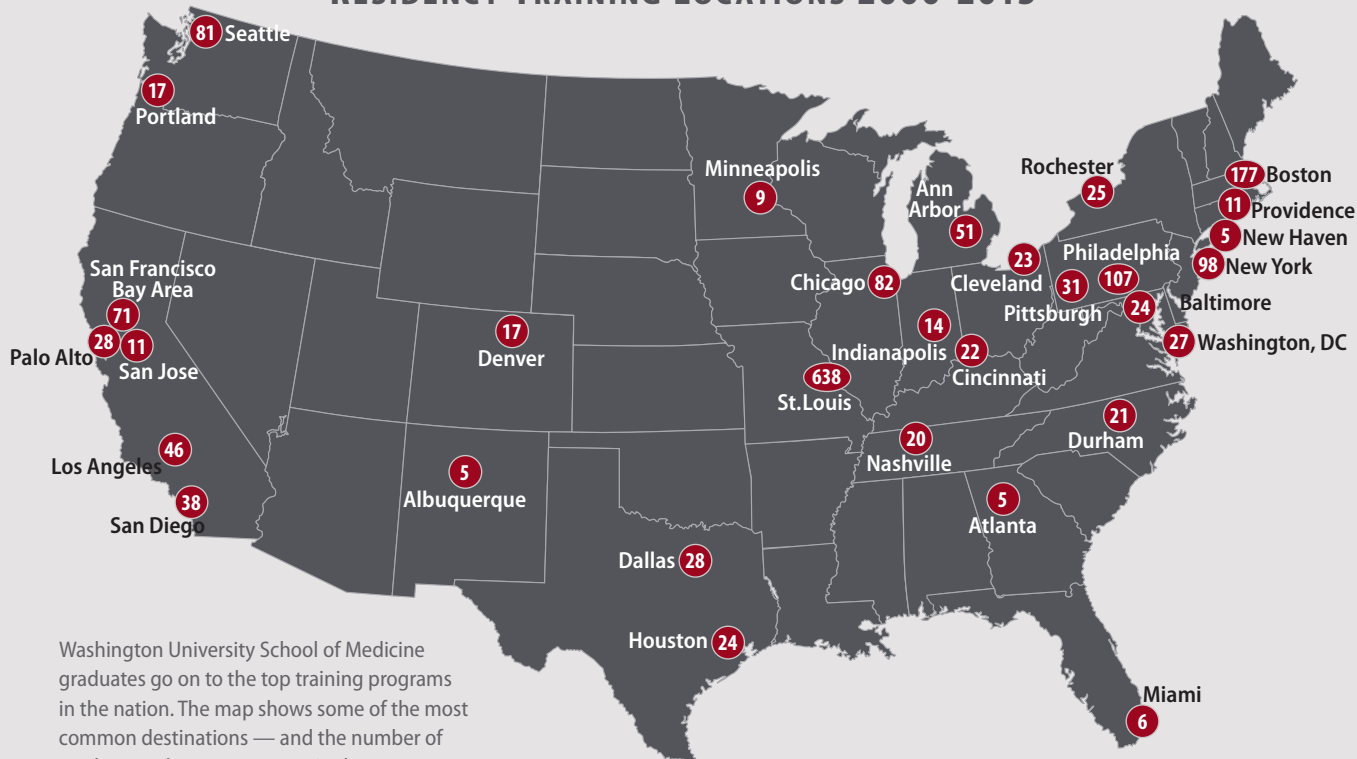 81 Seattle
17
Portland
Minneapolis
9
Ann
Arbor
51
Rochester
25
177 Boston
11 Providence
5 New Haven
98 New York
San Francisco
Bay Area
71
Palo Alto 28
11
San Jose
17
Denver
Chicago 82
23
Cleveland
Philadelphia
107
31
Pittsburgh
24
Baltimore
27 Washington, DC
14
Indianapolis
22
Cincinnati
638
St.Louis
46
Los Angeles
38
San Diego
5
Albuquerque
20
Nashville
21
Durham
5
Atlanta
Dallas 28
Houston 24
Miami
6
Washington University School of Medicine
graduates go on to the top training programs
in the nation. The map shows some of the most
common destinations — and the number of